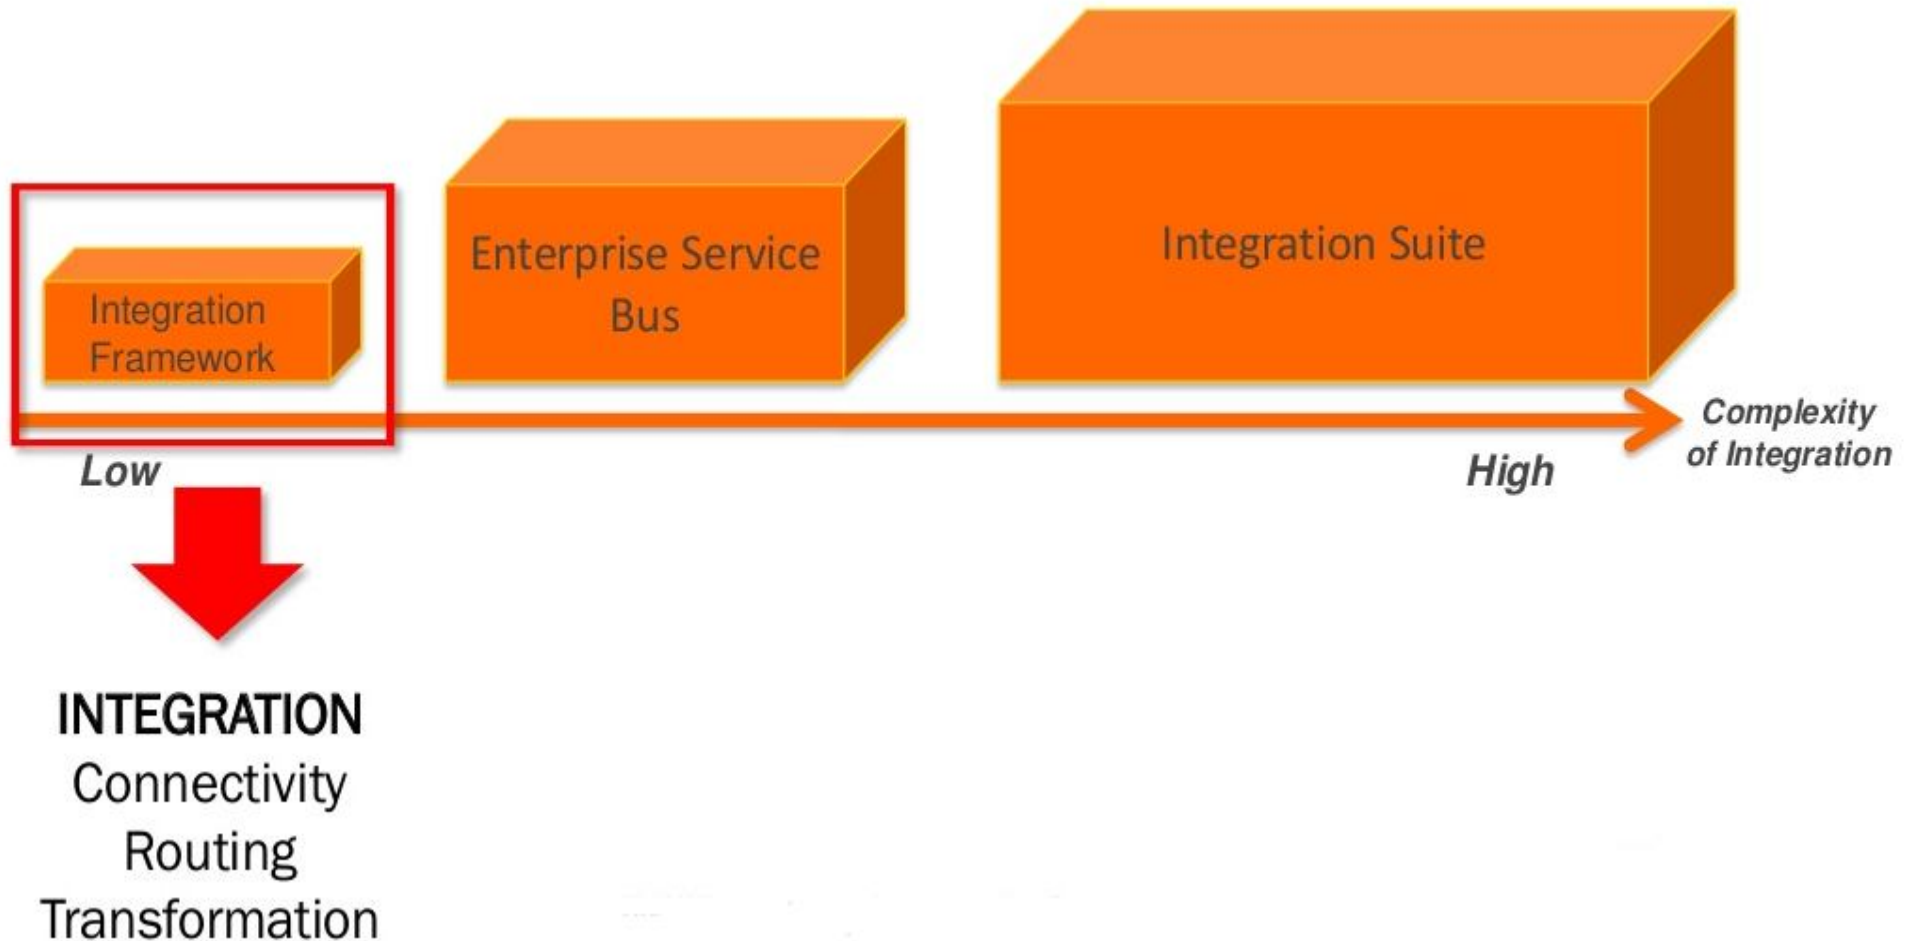 Integration
Framework
Enterprise Service
Bus
Integration Suite
Low
High
Complexity
of Integration
INTEGRATION
Connectivity
Routing
Transformation